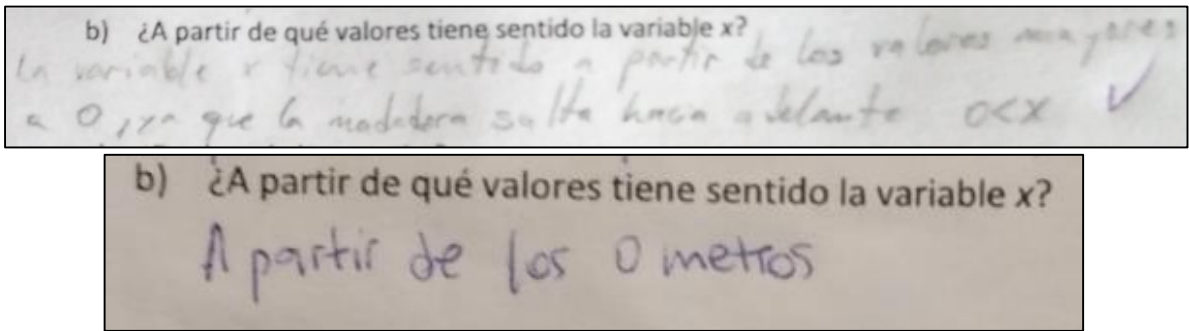 b) ¿A partir de qué valores tiene sentido la variable x?
La variable x tiene sentido a partir de los valores mayores
a 0, ya que la nadadora salta hacia adelante 0<x ✓
b) ¿A partir de qué valores tiene sentido la variable x?
A partir de los 0 metros